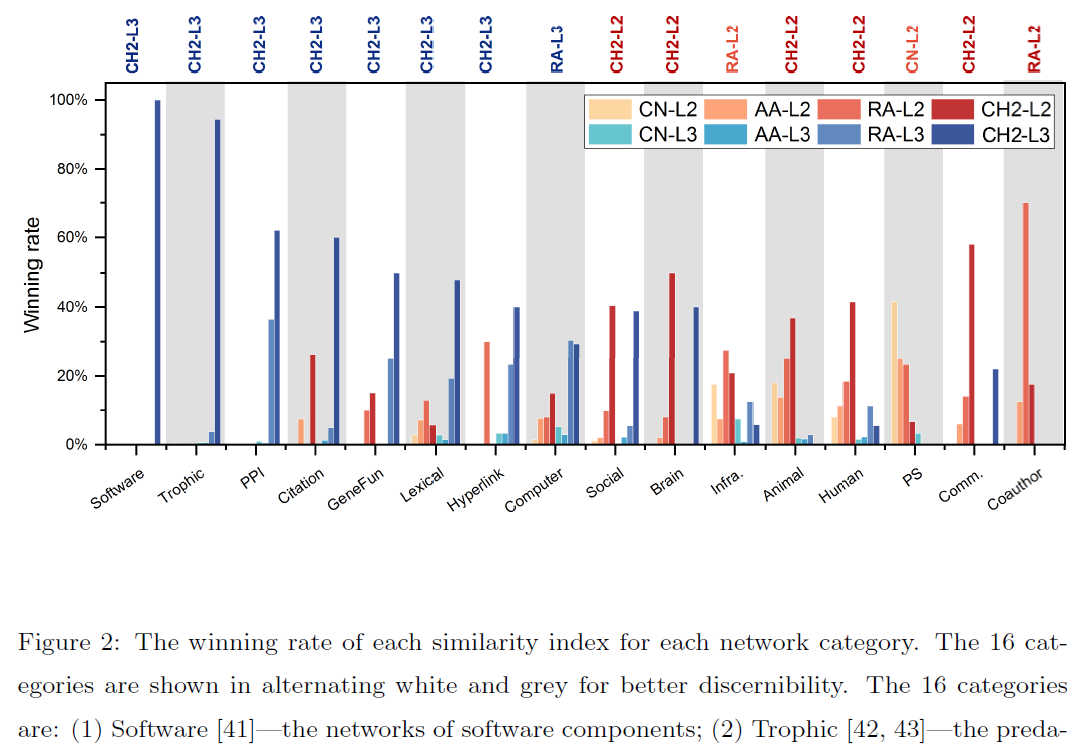 CH2-L3 CH2-L3 CH2-L3 CH2-L3 CH2-L3 CH2-L3 CH2-L3 RA-L3 CH2-L2 CH2-L2 RA-L2 CH2-L2 CH2-L2 CN-L2 CH2-L2 RA-L2
CN-L2 AA-L2 RA-L2 CH2-L2
CN-L3 AA-L3 RA-L3 CH2-L3
Winning rate
100%
80%
60%
40%
20%
0%
Software Trophic PPI Citation GeneFun Lexical Hyperlink Computer Social Brain Infra. Animal Human PS Comm. Coauthor
Figure 2: The winning rate of each similarity index for each network category. The 16 cat-
egories are shown in alternating white and grey for better discernibility. The 16 categories
are: (1) Software [41]—the networks of software components; (2) Trophic [42, 43]—the preda-